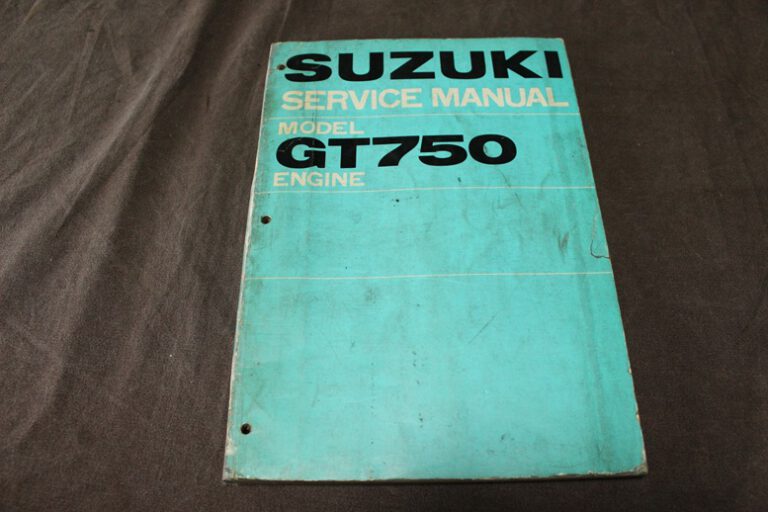 SUZUKI
SERVICE MANUAL
MODEL
GT750
ENGINE